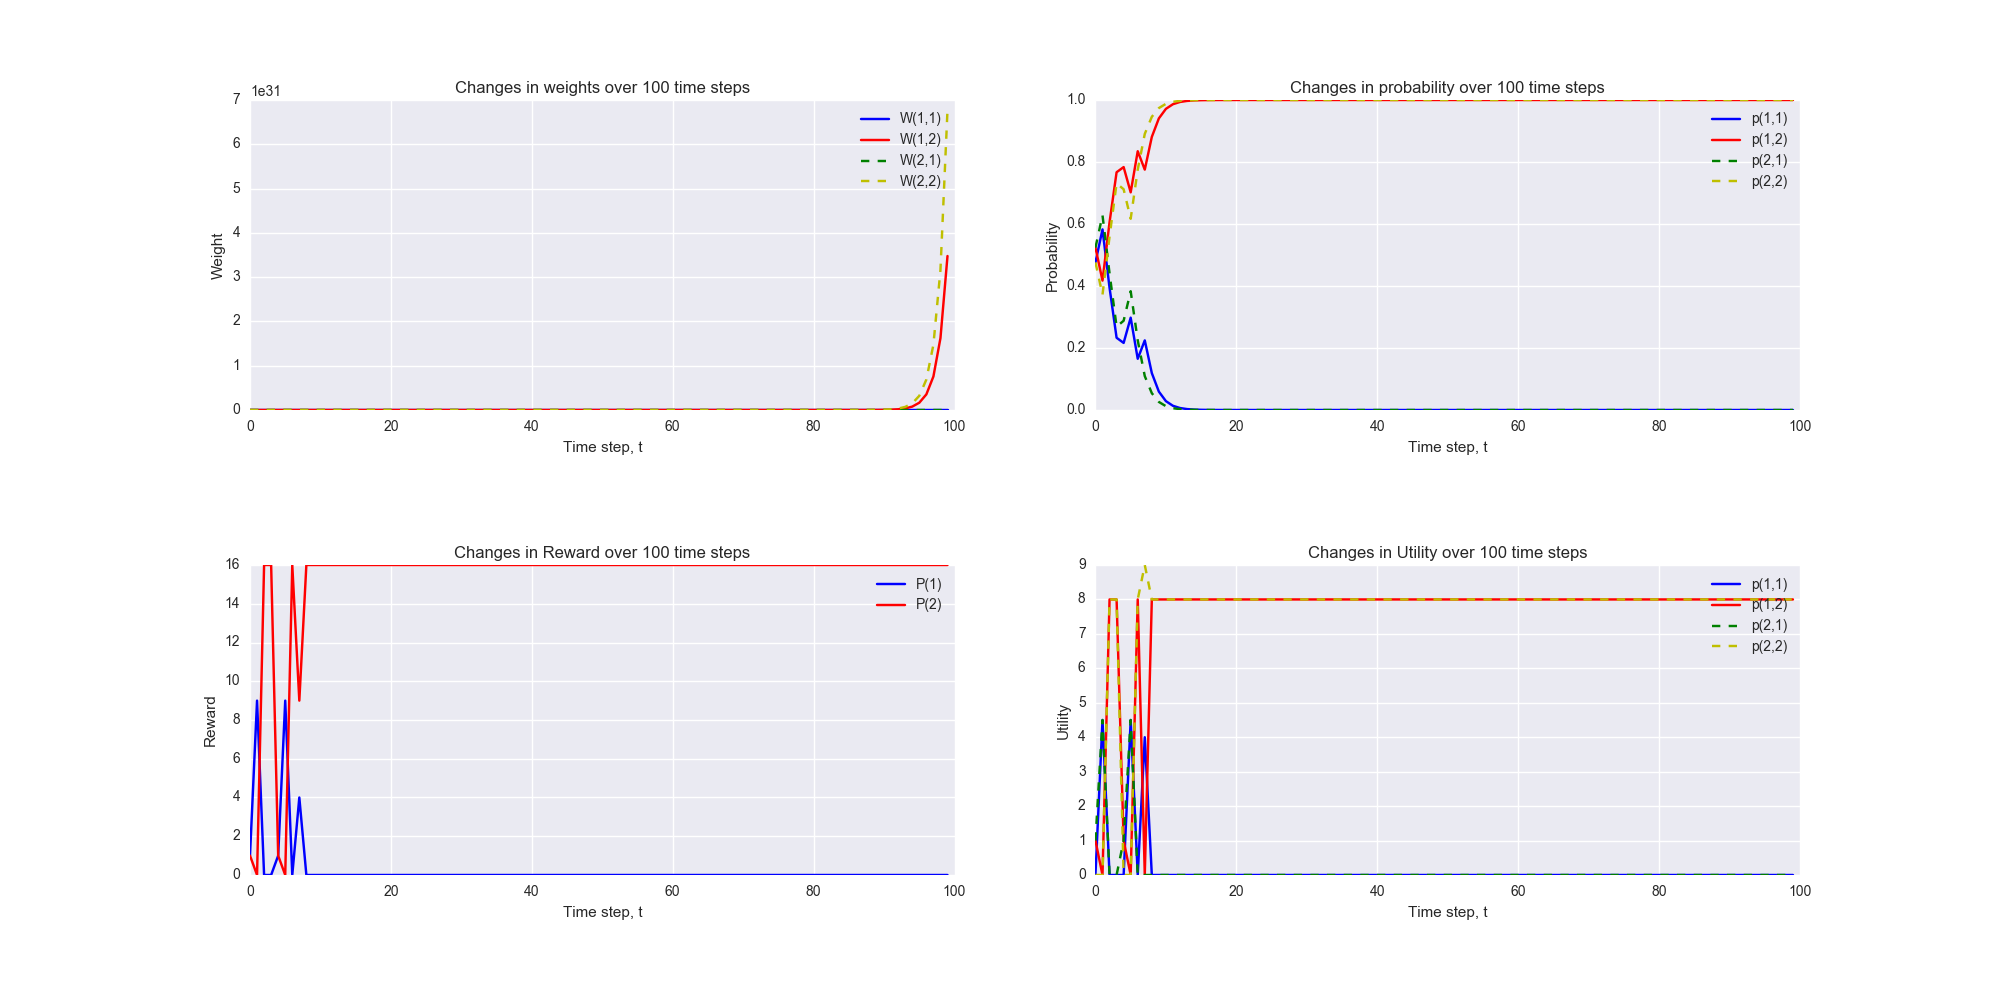 Changes in weights over 100 time steps
1e31
7
6
5
4
3
2
1
0
Weight
W(1,1)
W(1,2)
W(2,1)
W(2,2)
0 20 40 60 80 100
Time step, t
Changes in probability over 100 time steps
1.0
0.8
0.6
0.4
0.2
0.0
Probability
p(1,1)
p(1,2)
p(2,1)
p(2,2)
0 20 40 60 80 100
Time step, t
Changes in Reward over 100 time steps
16
14
12
10
8
6
4
2
0
Reward
P(1)
P(2)
0 20 40 60 80 100
Time step, t
Changes in Utility over 100 time steps
9
8
7
6
5
4
3
2
1
0
Utility
p(1,1)
p(1,2)
p(2,1)
p(2,2)
0 20 40 60 80 100
Time step, t